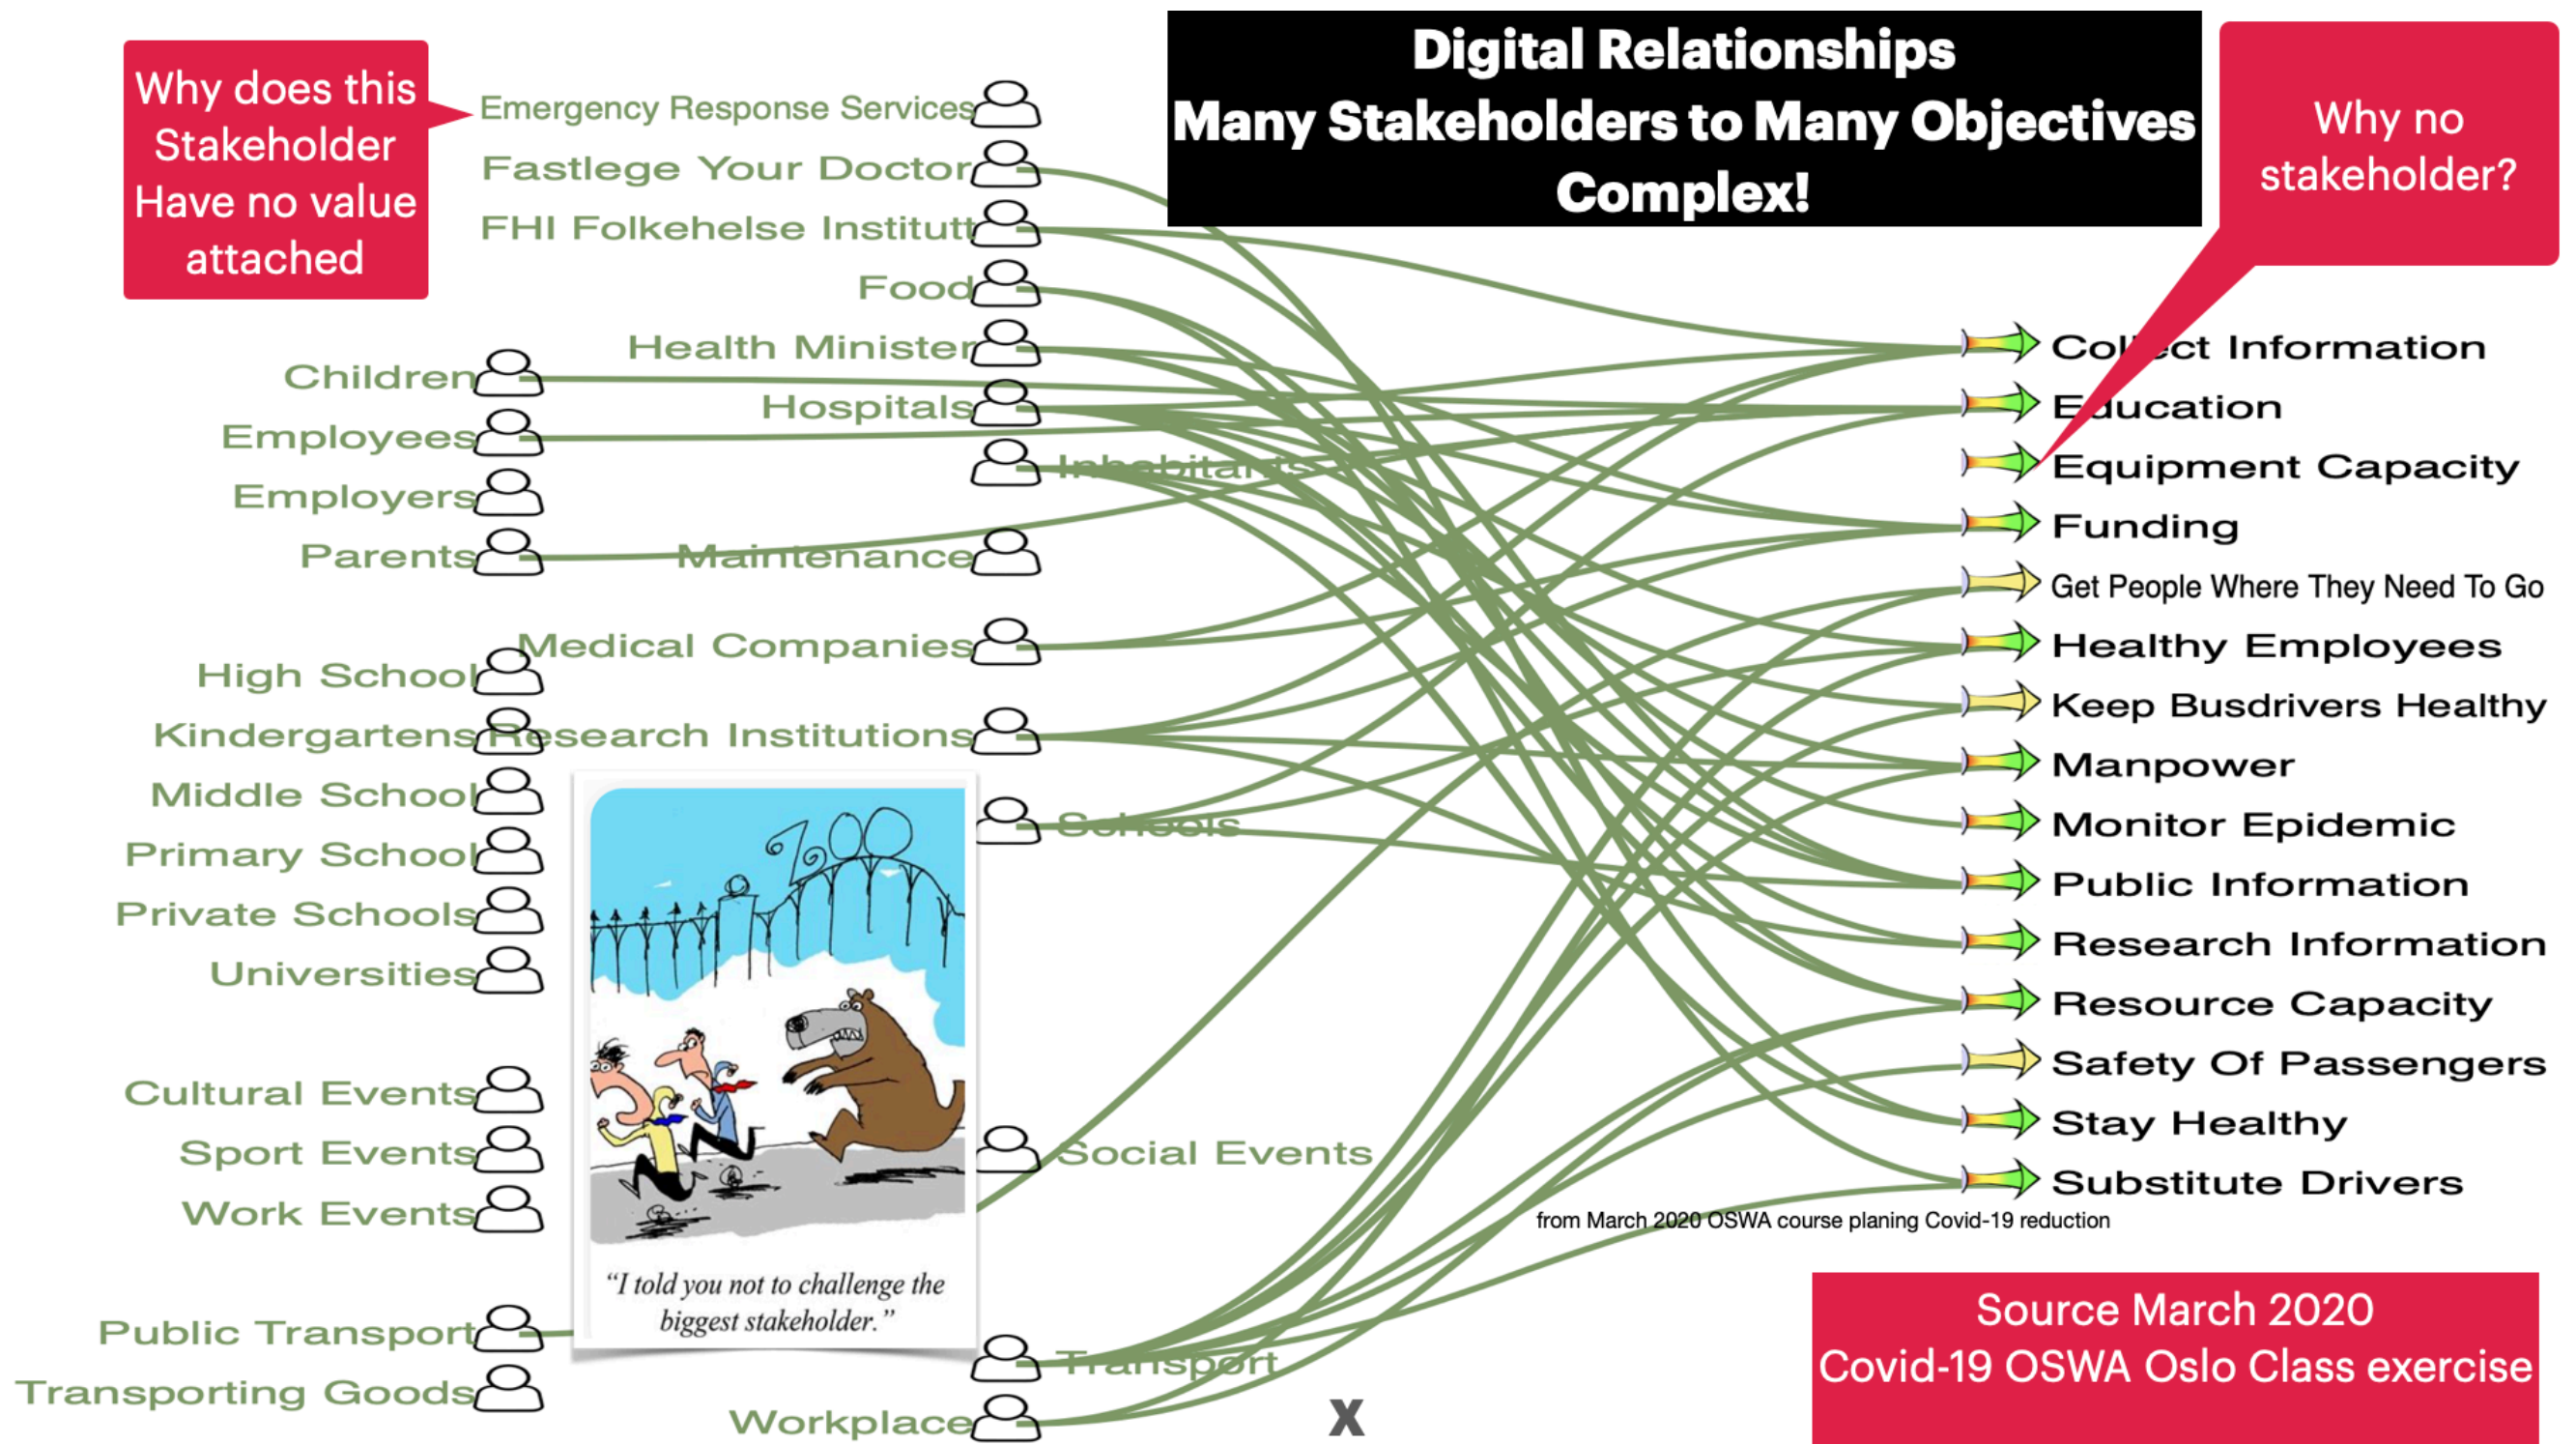 Digital Relationships
Many Stakeholders to Many Objectives
Complex!
Why does this
Stakeholder
Have no value
attached
Why no
stakeholder?
Emergency Response Services
Fastlege Your Doctor
FHI Folkehelse Institutt
Food
Health Minister
Hospitals
Inhabitants
Maintenance
Medical Companies
Research Institutions
Schools
Social Events
Transport
Workplace
Children
Employees
Employers
Parents
High School
Kindergartens
Middle School
Primary School
Private Schools
Universities
Cultural Events
Sport Events
Work Events
Public Transport
Transporting Goods
ZOO
“I told you not to challenge the
biggest stakeholder.”
Collect Information
Education
Equipment Capacity
Funding
Get People Where They Need To Go
Healthy Employees
Keep Busdrivers Healthy
Manpower
Monitor Epidemic
Public Information
Research Information
Resource Capacity
Safety Of Passengers
Stay Healthy
Substitute Drivers
from March 2020 OSWA course planing Covid-19 reduction
Source March 2020
Covid-19 OSWA Oslo Class exercise
X